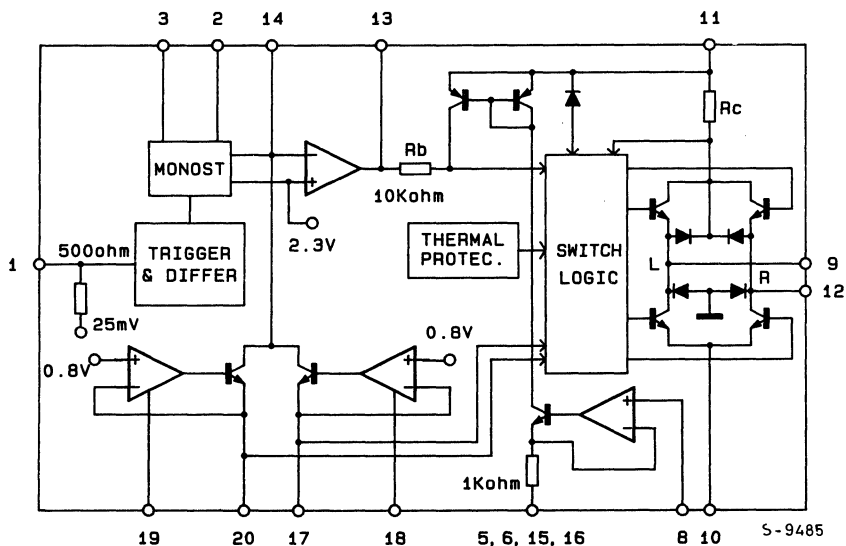 3 2 14 13 11
Rc
MONOST
Rb
10Kohm
2.3V
1
500ohm
TRIGGER
& DIFFER
THERMAL
PROTEC.
SWITCH
LOGIC
L
9
R
12
25mV
0.8V
0.8V
1Kohm
19 20 17 18 5, 6, 15, 16 8 10
S-9485